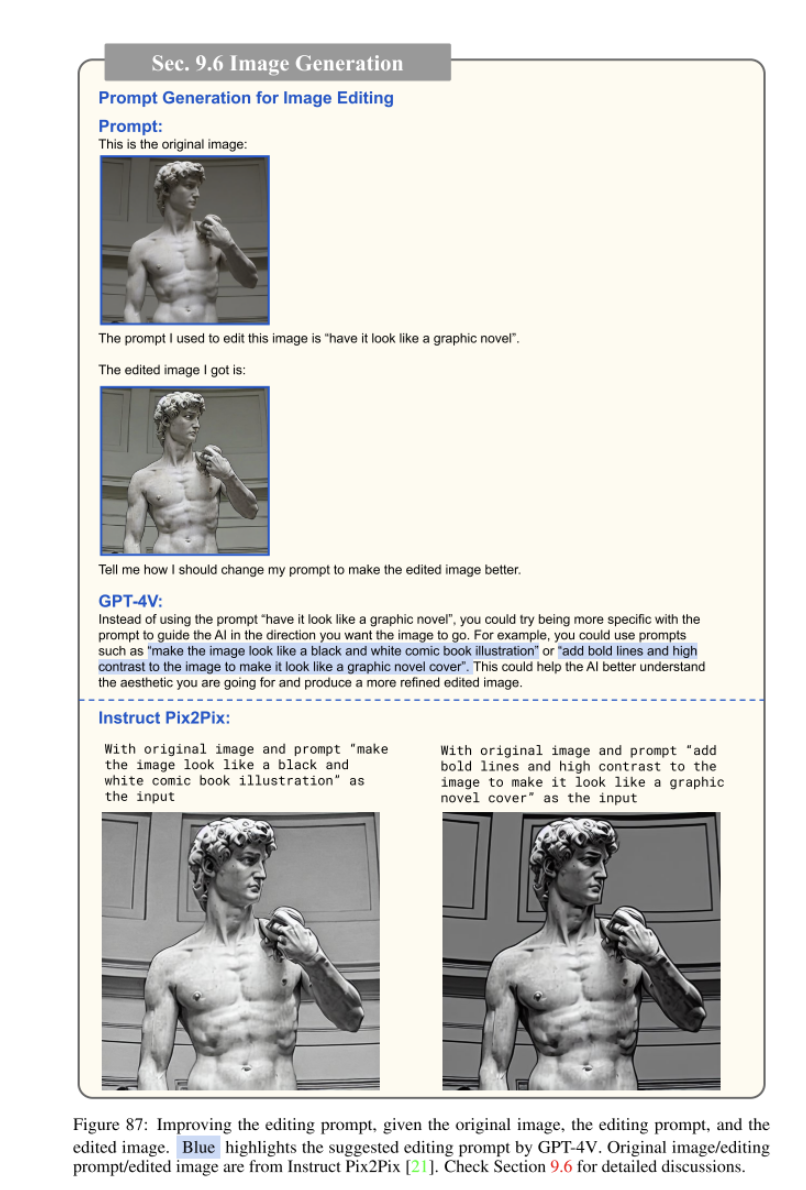 Sec. 9.6 Image Generation
Prompt Generation for Image Editing
Prompt:
This is the original image:
The prompt I used to edit this image is “have it look like a graphic novel”.
The edited image I got is:
Tell me how I should change my prompt to make the edited image better.
GPT-4V:
Instead of using the prompt “have it look like a graphic novel”, you could try being more specific with the
prompt to guide the AI in the direction you want the image to go. For example, you could use prompts
such as “make the image look like a black and white comic book illustration” or “add bold lines and high
contrast to the image to make it look like a graphic novel cover”. This could help the AI better understand
the aesthetic you are going for and produce a more refined edited image.
Instruct Pix2Pix:
With original image and prompt “make
the image look like a black and
white comic book illustration” as
the input
With original image and prompt “add
bold lines and high contrast to the
image to make it look like a graphic
novel cover” as the input
Figure 87: Improving the editing prompt, given the original image, the editing prompt, and the
edited image. Blue highlights the suggested editing prompt by GPT-4V. Original image/editing
prompt/edited image are from Instruct Pix2Pix [21]. Check Section 9.6 for detailed discussions.